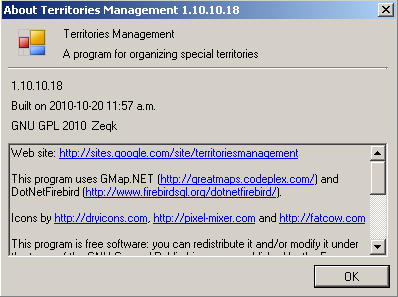 About Territories Management 1.10.10.18
Territories Management
A program for organizing special territories
1.10.10.18
Built on 2010-10-20 11:57 a.m.
GNU GPL 2010 Zeqk
Web site: http://sites.google.com/site/territoriesmanagement
This program uses GMap.NET (http://greatmaps.codeplex.com/) and
DotNetFirebird (http://www.firebirdsql.org/dotnetfirebird/).
Icons by http://dryicons.com, http://pixel-mixer.com and http://fatcow.com
This program is free software: you can redistribute it and/or modify it under
OK